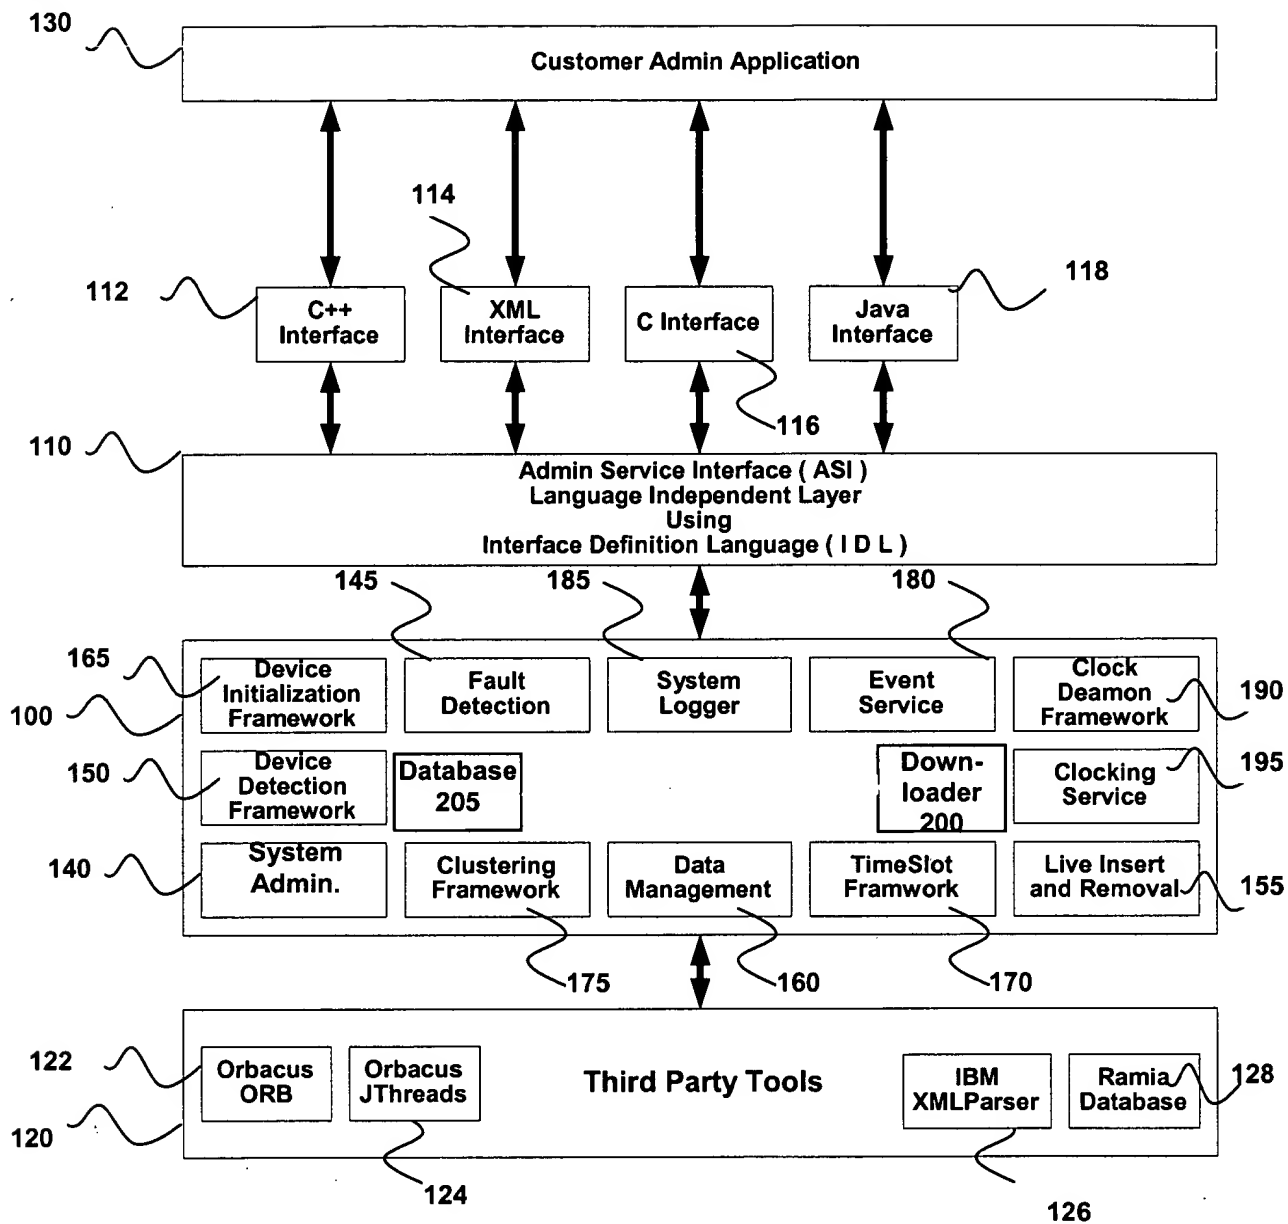 130
Customer Admin Application
114
112
C++
Interface
XML
Interface
C Interface
Java
Interface
118
116
110
Admin Service Interface ( ASI )
Language Independent Layer
Using
Interface Definition Language ( I D L )
145
185
180
165
Device
Initialization
Framework
Fault
Detection
System
Logger
Event
Service
Clock
Deamon
Framework
190
100
150
Device
Detection
Framework
Database
205
Down-
loader
200
Clocking
Service
195
140
System
Admin.
Clustering
Framework
Data
Management
TimeSlot
Framwork
Live Insert
and Removal
155
175
160
170
122
Orbacus
ORB
Orbacus
JThreads
Third Party Tools
IBM
XMLParser
Ramia
Database
128
120
124
126